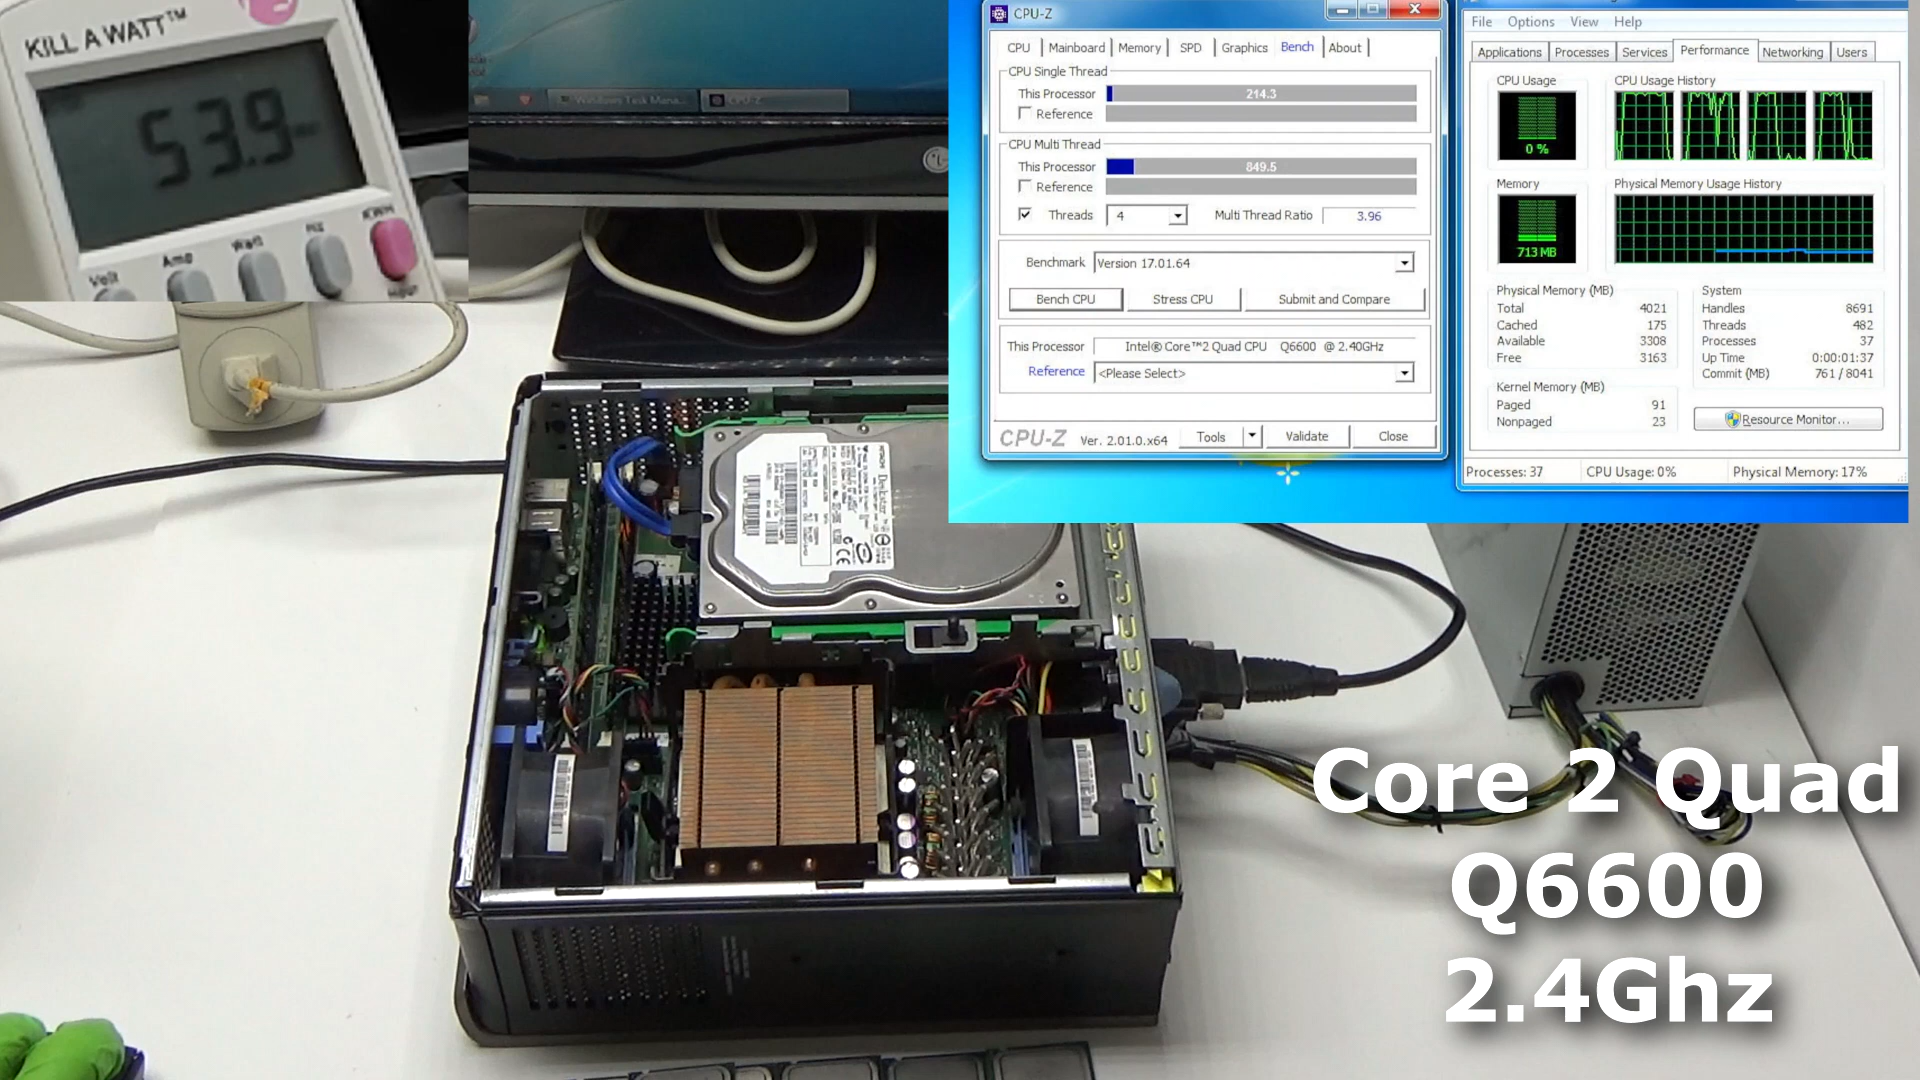 KILL A WATT™
53.9
Volt
Amp
Watt
Hz
KWH
Hour
Windows Task Mana...
CPU-Z
CPU-Z
CPU
Mainboard
Memory
SPD
Graphics
Bench
About
CPU Single Thread
This Processor
214.3
Reference
CPU Multi Thread
This Processor
849.5
Reference
Threads
4
Multi Thread Ratio
3.96
Benchmark
Version 17.01.64
Bench CPU
Stress CPU
Submit and Compare
This Processor
Intel® Core™2 Quad CPU Q6600 @ 2.40GHz
Reference
<Please Select>
CPU-Z
Ver. 2.01.0.x64
Tools
Validate
Close
File Options View Help
Applications
Processes
Services
Performance
Networking
Users
CPU Usage
CPU Usage History
0 %
Memory
Physical Memory Usage History
713 MB
Physical Memory (MB)
Total 4021
Cached 175
Available 3308
Free 3163
Kernel Memory (MB)
Paged 91
Nonpaged 23
System
Handles 8691
Threads 482
Processes 37
Up Time 0:00:01:37
Commit (MB) 761 / 8041
Resource Monitor...
Processes: 37
CPU Usage: 0%
Physical Memory: 17%
HITACHI
Deskstar
Core 2 Quad
Q6600
2.4Ghz